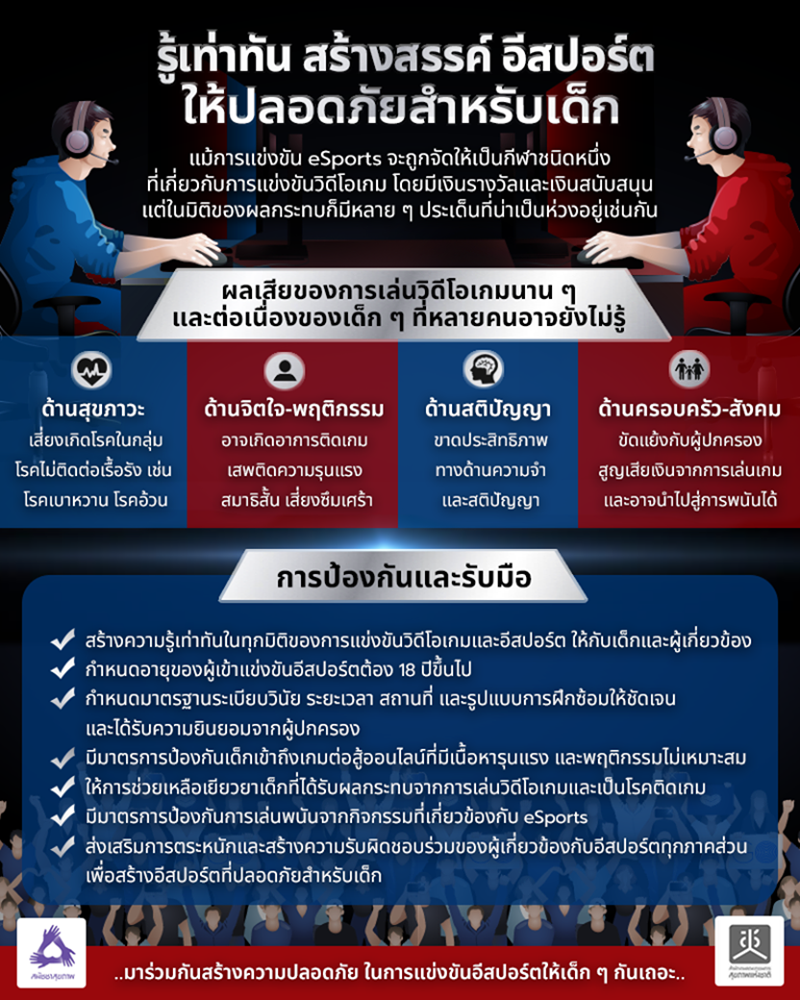 รู้เท่าทัน สร้างสรรค์ อีสปอร์ต
ให้ปลอดภัยสำหรับเด็ก
แม้การแข่งขัน eSports จะถูกจัดให้เป็นกีฬาชนิดหนึ่ง
ที่เกี่ยวกับการแข่งขันวิดีโอเกม โดยมีเงินรางวัลและเงินสนับสนุน
แต่ในมิติของผลกระทบก็มีหลาย ๆ ประเด็นที่น่าเป็นห่วงอยู่เช่นกัน
ผลเสียของการเล่นวิดีโอเกมนาน ๆ
และต่อเนื่องของเด็ก ๆ ที่หลายคนอาจยังไม่รู้
ด้านสุขภาวะ
เสี่ยงเกิดโรคในกลุ่ม
โรคไม่ติดต่อเรื้อรัง เช่น
โรคเบาหวาน โรคอ้วน
ด้านจิตใจ-พฤติกรรม
อาจเกิดอาการติดเกม
เสพติดความรุนแรง
สมาธิสั้น เสี่ยงซึมเศร้า
ด้านสติปัญญา
ขาดประสิทธิภาพ
ทางด้านความจำ
และสติปัญญา
ด้านครอบครัว-สังคม
ขัดแย้งกับผู้ปกครอง
สูญเสียเงินจากการเล่นเกม
และอาจนำไปสู่การพนันได้
การป้องกันและรับมือ
สร้างความรู้เท่าทันในทุกมิติของการแข่งขันวิดีโอเกมและอีสปอร์ต ให้กับเด็กและผู้เกี่ยวข้อง
กำหนดอายุของผู้เข้าแข่งขันอีสปอร์ตต้อง 18 ปีขึ้นไป
กำหนดมาตรฐานระเบียบวินัย ระยะเวลา สถานที่ และรูปแบบการฝึกซ้อมให้ชัดเจน
และได้รับความยินยอมจากผู้ปกครอง
มีมาตรการป้องกันเด็กเข้าถึงเกมต่อสู้ออนไลน์ที่มีเนื้อหารุนแรง และพฤติกรรมไม่เหมาะสม
ให้การช่วยเหลือเยียวยาเด็กที่ได้รับผลกระทบจากการเล่นวิดีโอเกมและเป็นโรคติดเกม
มีมาตรการป้องกันการเล่นพนันจากกิจกรรมที่เกี่ยวข้องกับ eSports
ส่งเสริมการตระหนักและสร้างความรับผิดชอบร่วมของผู้เกี่ยวข้องกับอีสปอร์ตทุกภาคส่วน
เพื่อสร้างอีสปอร์ตที่ปลอดภัยสำหรับเด็ก
สมัชชาสุขภาพ
..มาร่วมกันสร้างความปลอดภัย ในการแข่งขันอีสปอร์ตให้เด็ก ๆ กันเถอะ..
สุขภาพแห่งชาติ